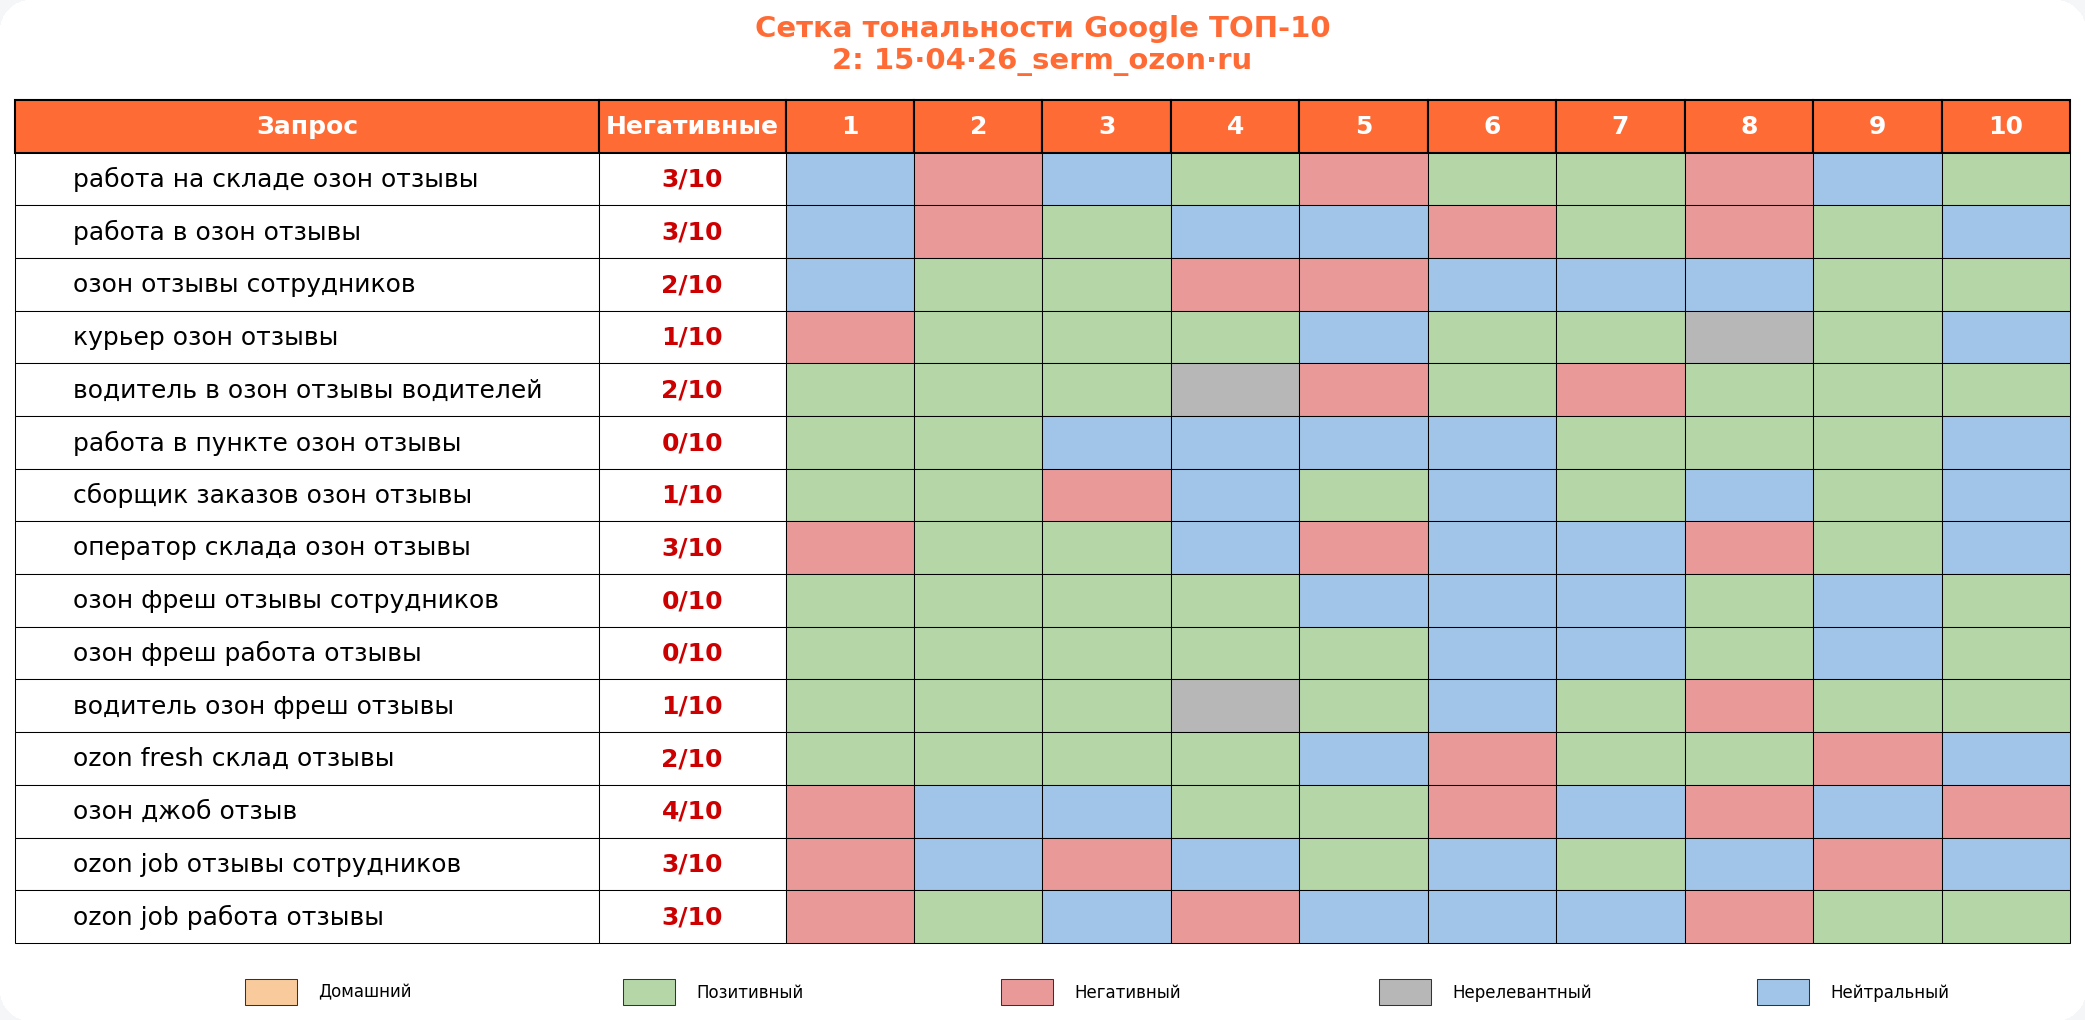 Сетка тональности Google ТОП-10
2: 15·04·26_serm_ozon·ru
Запрос Негативные 1 2 3 4 5 6 7 8 9 10
работа на складе озон отзывы 3/10
работа в озон отзывы 3/10
озон отзывы сотрудников 2/10
курьер озон отзывы 1/10
водитель в озон отзывы водителей 2/10
работа в пункте озон отзывы 0/10
сборщик заказов озон отзывы 1/10
оператор склада озон отзывы 3/10
озон фреш отзывы сотрудников 0/10
озон фреш работа отзывы 0/10
водитель озон фреш отзывы 1/10
ozon fresh склад отзывы 2/10
озон джоб отзыв 4/10
ozon job отзывы сотрудников 3/10
ozon job работа отзывы 3/10
Домашний Позитивный Негативный Нерелевантный Нейтральный